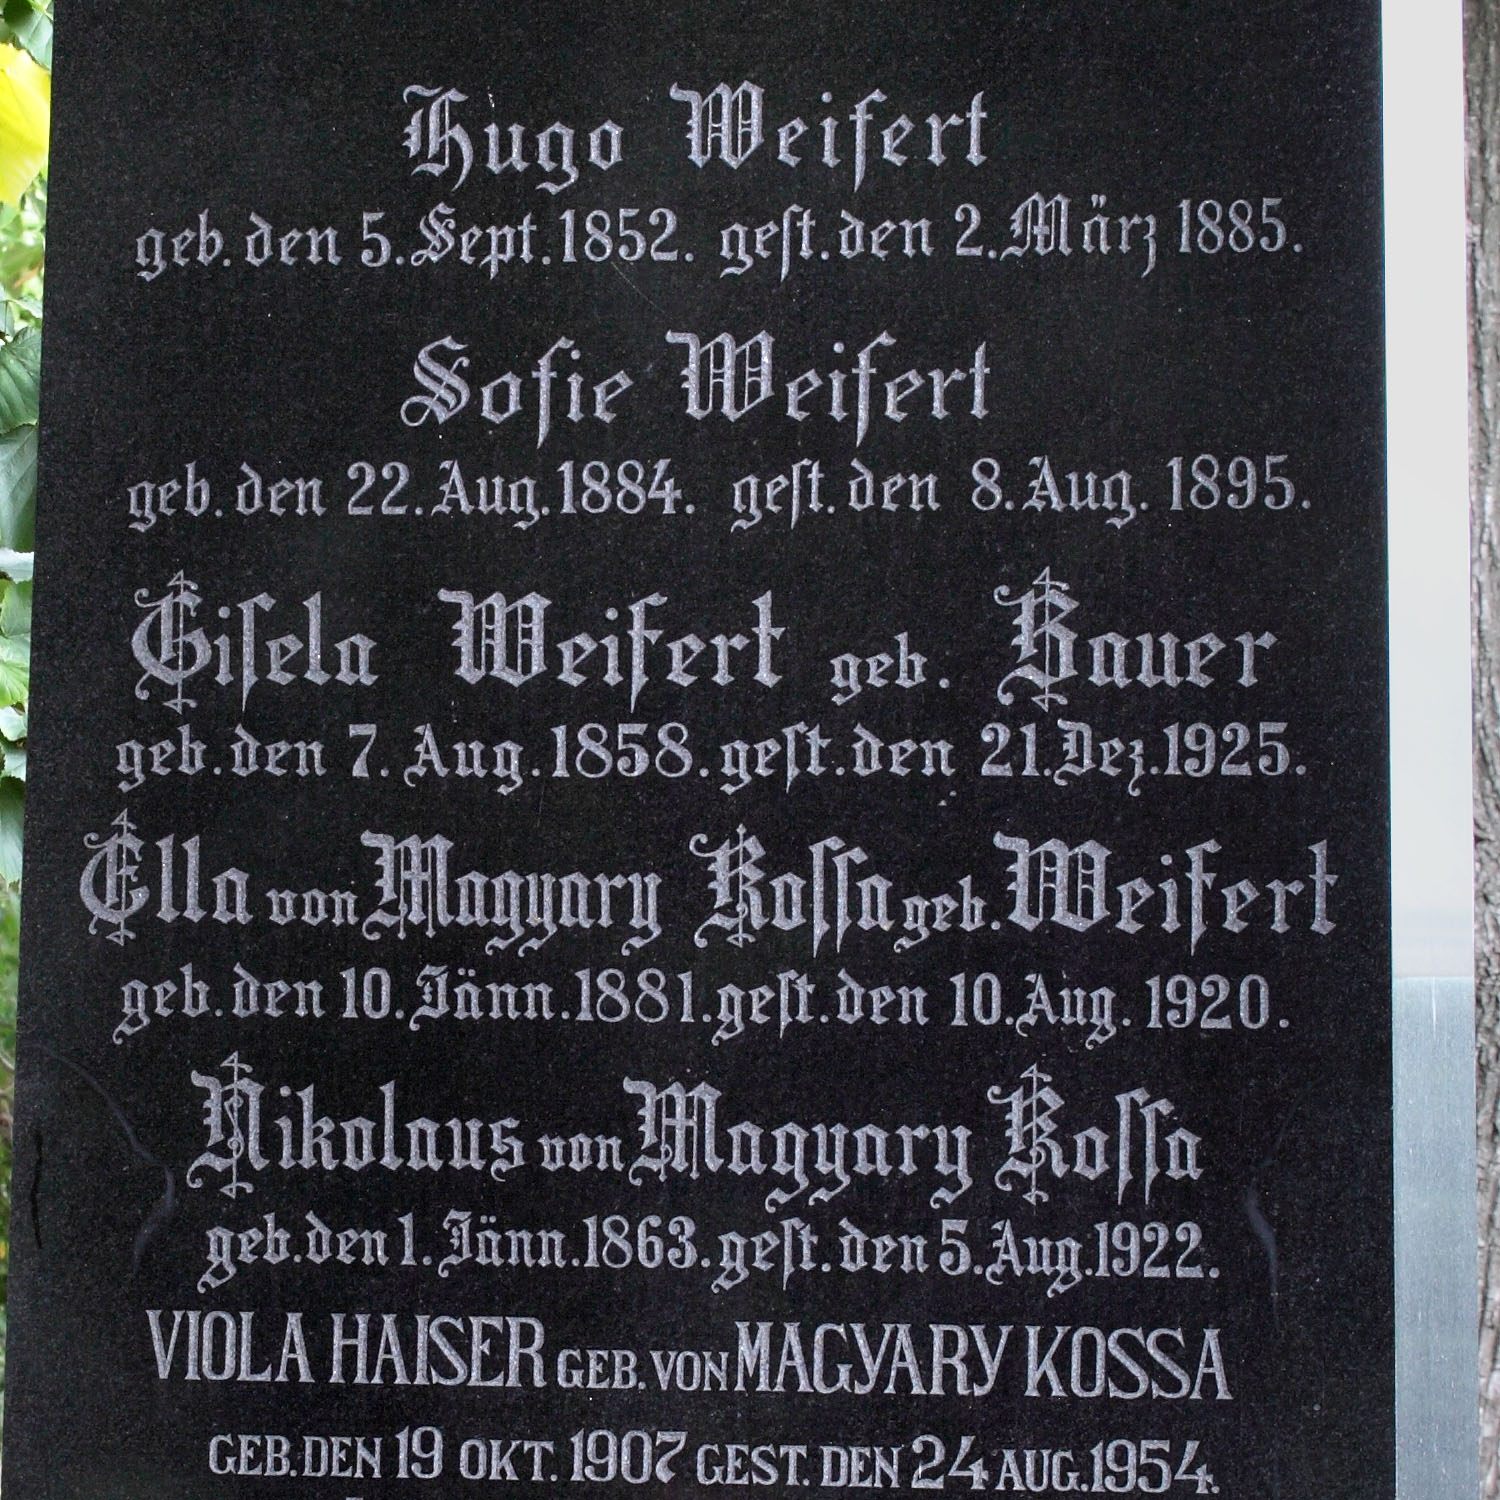 Hugo Weifert
geb. den 5. Sept. 1852. gest. den 2. März 1885.
Sofie Weifert
geb. den 22. Aug. 1884. gest. den 8. Aug. 1895.
Gisela Weifert geb. Bauer
geb. den 7. Aug. 1858. gest. den 21. Dez. 1925.
Ella von Magyary Kossa geb. Weifert
geb. den 10. Jänn. 1881. gest. den 10. Aug. 1920.
Nikolaus von Magyary Kossa
geb. den 1. Jänn. 1863. gest. den 5. Aug. 1922.
VIOLA HAISER GEB. VON MAGYARY KOSSA
GEB. DEN 19 OKT. 1907 GEST. DEN 24 AUG. 1954.